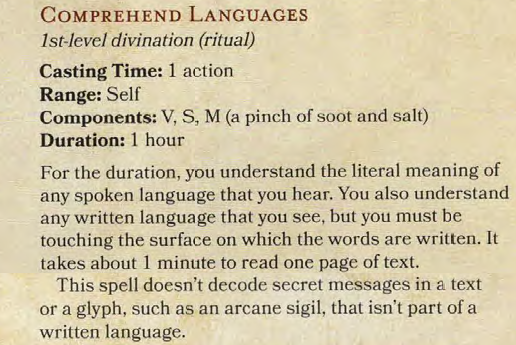 COMPREHEND LANGUAGES
1st-level divination (ritual)
Casting Time: 1 action
Range: Self
Components: V, S, M (a pinch of soot and salt)
Duration: 1 hour
For the duration, you understand the literal meaning of
any spoken language that you hear. You also understand
any written language that you see, but you must be
touching the surface on which the words are written. It
takes about 1 minute to read one page of text.
This spell doesn't decode secret messages in a text
or a glyph, such as an arcane sigil, that isn't part of a
written language.